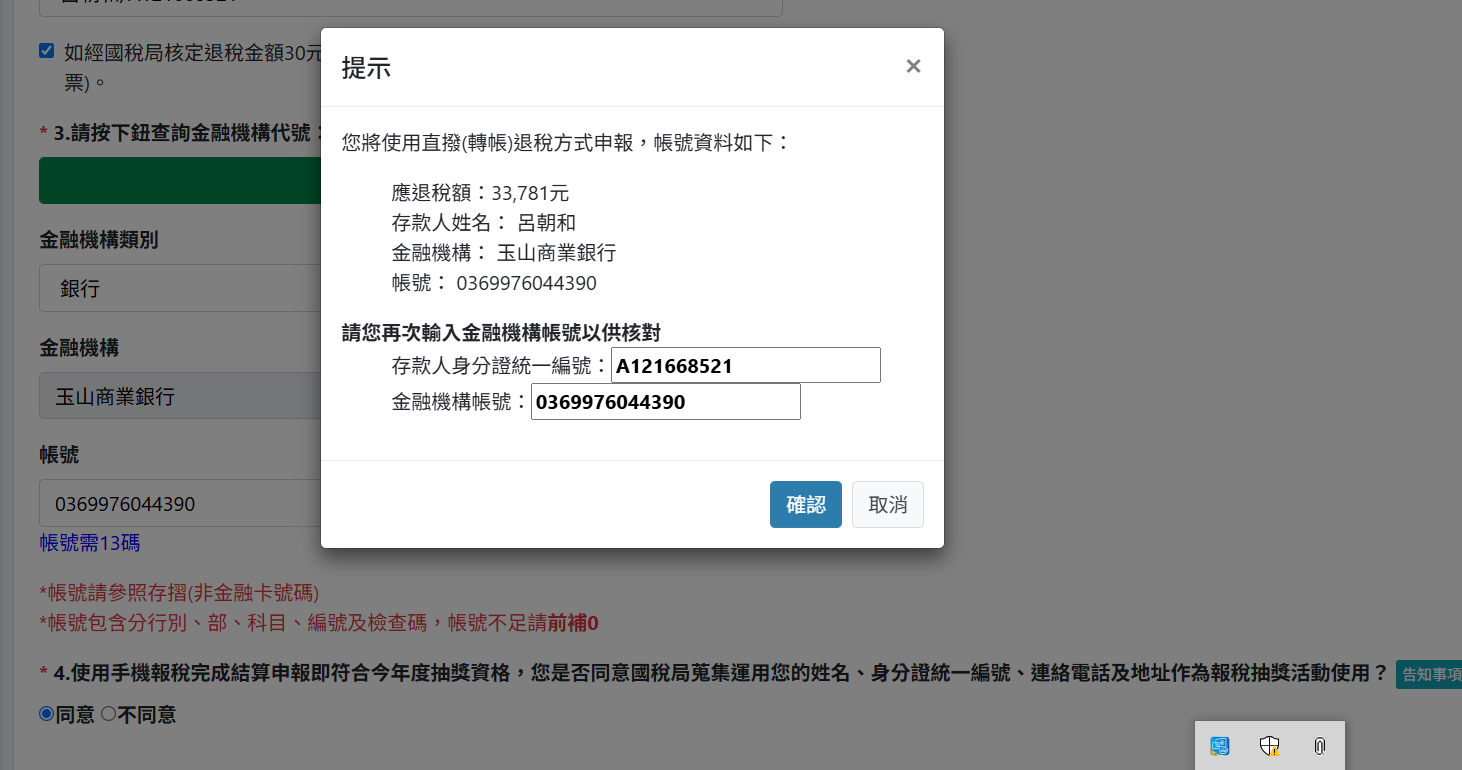 如經國稅局核定退稅金額30元
票)。
* 3.請按下鈕查詢金融機構代號：
金融機構類別
銀行
金融機構
玉山商業銀行
帳號
0369976044390
帳號需13碼
*帳號請參照存摺(非金融卡號碼)
*帳號包含分行別、部、科目、編號及檢查碼，帳號不足請前補0
* 4.使用手機報稅完成結算申報即符合今年度抽獎資格，您是否同意國稅局蒐集運用您的姓名、身分證統一編號、連絡電話及地址作為報稅抽獎活動使用？ 告知事項
同意 不同意
提示
×
您將使用直撥(轉帳)退稅方式申報，帳號資料如下：
應退稅額：33,781元
存款人姓名： 呂朝和
金融機構： 玉山商業銀行
帳號： 0369976044390
請您再次輸入金融機構帳號以供核對
存款人身分證統一編號：A121668521
金融機構帳號：0369976044390
確認 取消